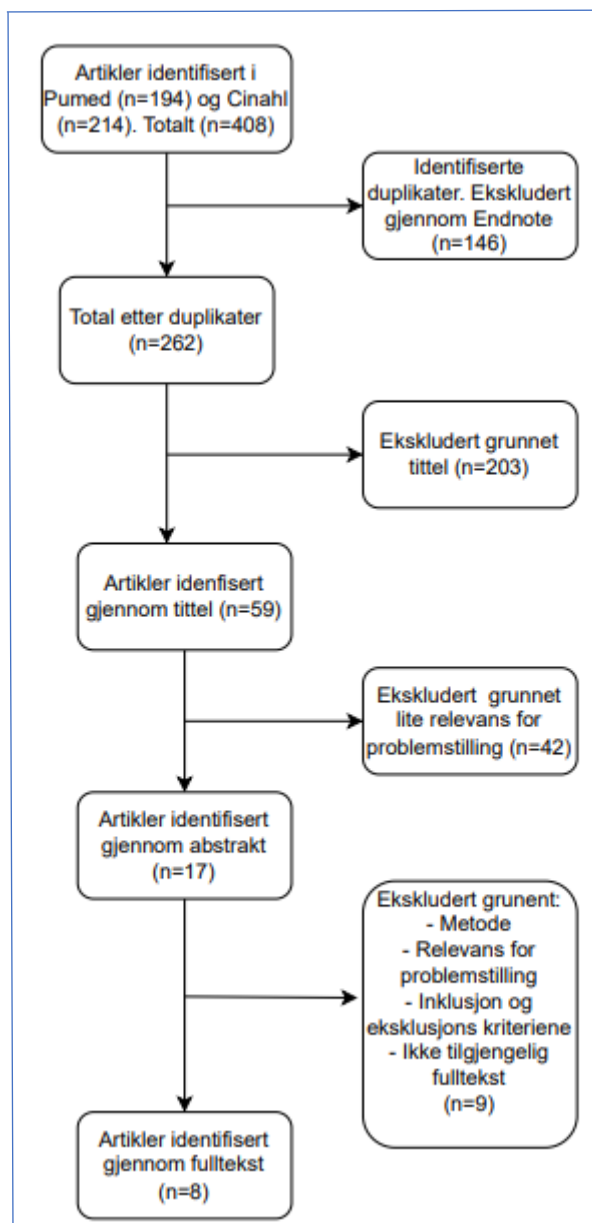 Artikler identifisert i
Pumed (n=194) og Cinahl
(n=214). Totalt (n=408)
Identifiserte
duplikater. Ekskludert
gjennom Endnote
(n=146)
Total etter duplikater
(n=262)
Ekskludert grunnet
tittel (n=203)
Artikler idenfisert
gjennom tittel (n=59)
Ekskludert grunnet
lite relevans for
problemstilling (n=42)
Artikler identifisert
gjennom abstrakt
(n=17)
Ekskludert grunent:
- Metode
- Relevans for
problemstilling
- Inklusjon og
eksklusjons kriteriene
- Ikke tilgjengelig
fulltekst
(n=9)
Artikler identifisert
gjennom fulltekst
(n=8)